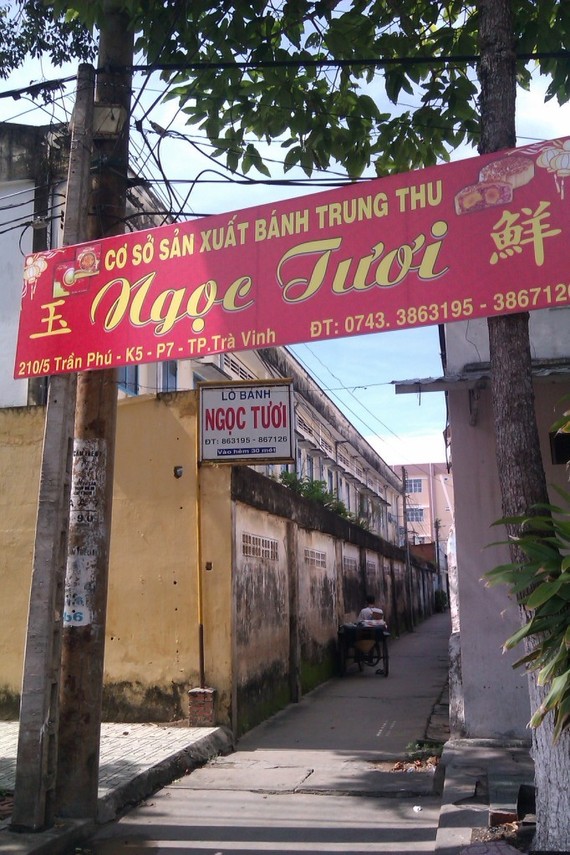 CƠ SỞ SẢN XUẤT BÁNH TRUNG THU
玉 Ngọc Tươi 鮮
210/5 Trần Phú - K5 - P7 - TP.Trà Vinh ĐT: 0743. 3863195 - 3867126
LÒ BÁNH
NGỌC TƯƠI
ĐT: 863195 - 867126
Vào hẻm 30 mét